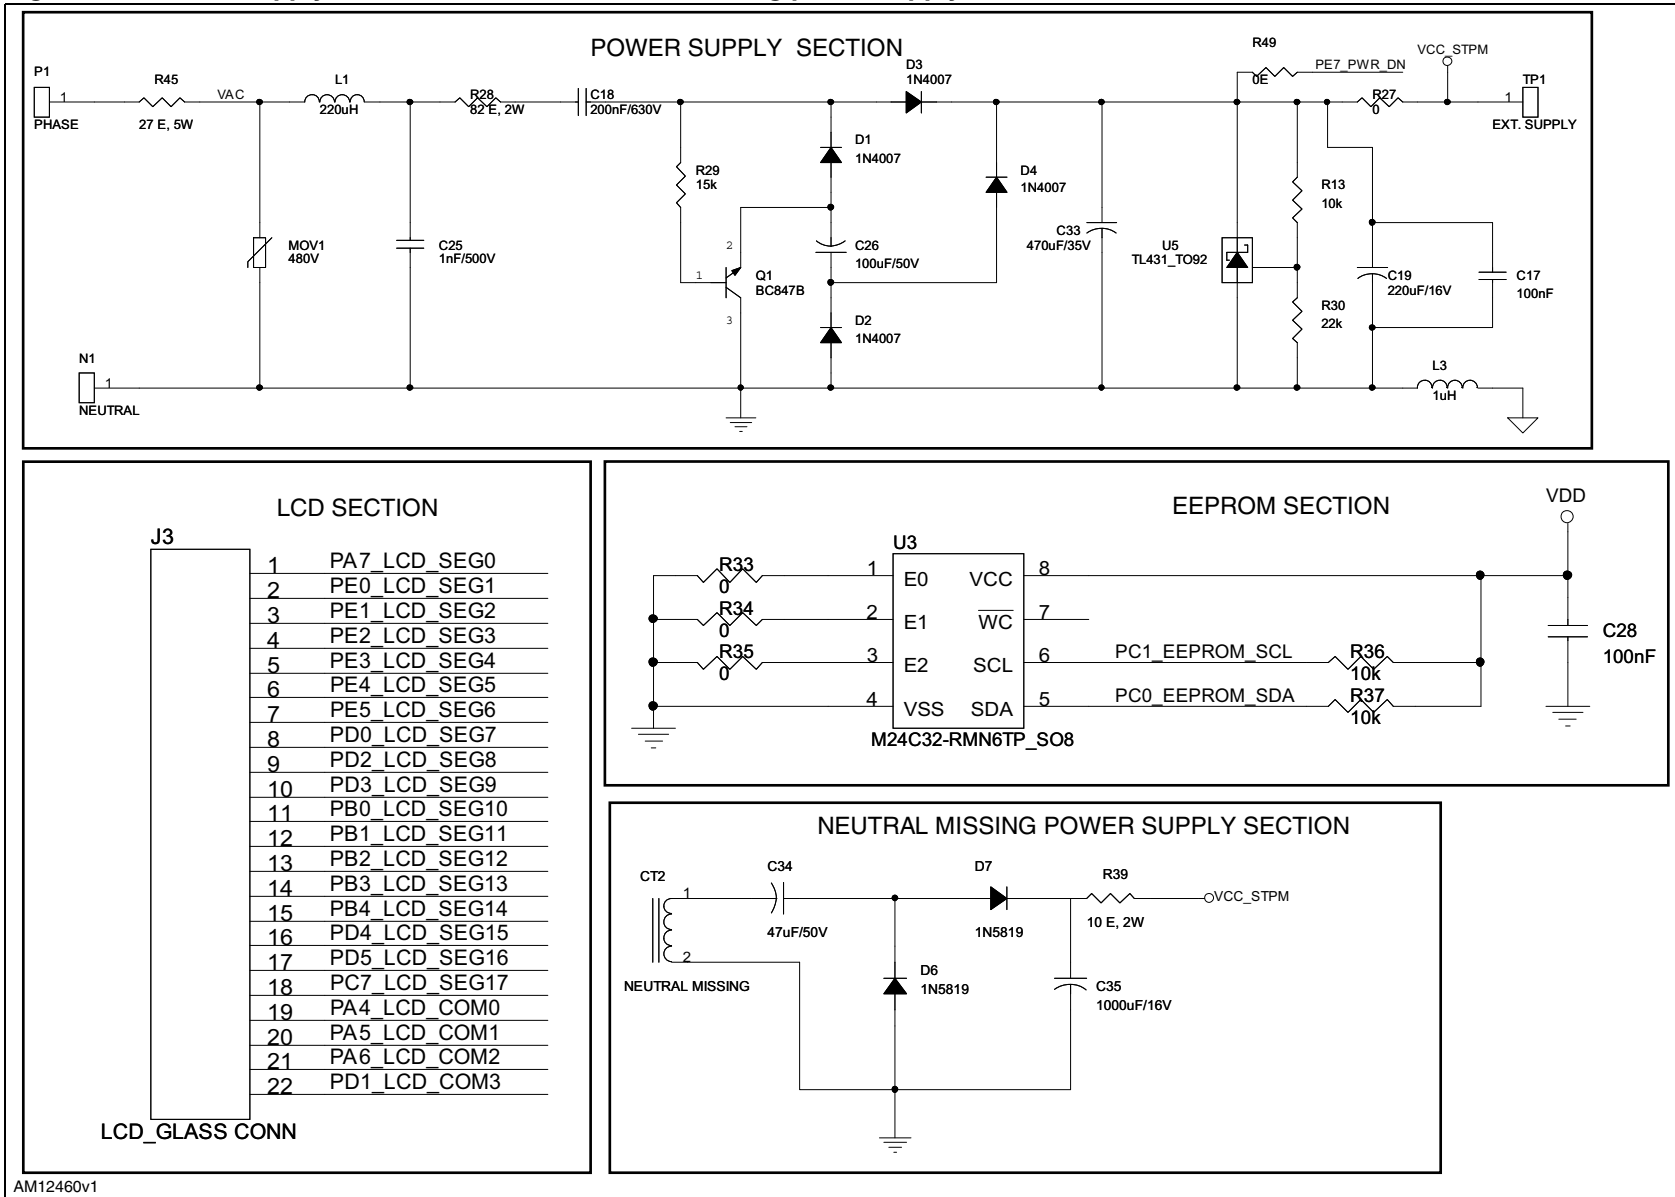 POWER SUPPLY  SECTION
P1
1
PHASE
R45
27 E, 5W
VAC
L1
220uH
R28
82 E, 2W
C18
200nF/630V
D3
1N4007
R49
0E
PE7_PWR_DN
VCC_STPM
R27
0
TP1
1
EXT. SUPPLY
MOV1
480V
C25
1nF/500V
R29
15k
D1
1N4007
D4
1N4007
2
1
3
Q1
BC847B
C26
100uF/50V
D2
1N4007
C33
470uF/35V
U5
TL431_TO92
R13
10k
R30
22k
C19
220uF/16V
C17
100nF
N1
1
NEUTRAL
L3
1uH
LCD SECTION
J3
1 PA7_LCD_SEG0
2 PE0_LCD_SEG1
3 PE1_LCD_SEG2
4 PE2_LCD_SEG3
5 PE3_LCD_SEG4
6 PE4_LCD_SEG5
7 PE5_LCD_SEG6
8 PD0_LCD_SEG7
9 PD2_LCD_SEG8
10 PD3_LCD_SEG9
11 PB0_LCD_SEG10
12 PB1_LCD_SEG11
13 PB2_LCD_SEG12
14 PB3_LCD_SEG13
15 PB4_LCD_SEG14
16 PD4_LCD_SEG15
17 PD5_LCD_SEG16
18 PC7_LCD_SEG17
19 PA4_LCD_COM0
20 PA5_LCD_COM1
21 PA6_LCD_COM2
22 PD1_LCD_COM3
LCD_GLASS CONN
EEPROM SECTION
VDD
U3
R33
0
1 E0 VCC 8
R34
0
2 E1 WC 7
R35
0
3 E2 SCL 6 PC1_EEPROM_SCL
R36
10k
4 VSS SDA 5 PC0_EEPROM_SDA
R37
10k
M24C32-RMN6TP_SO8
C28
100nF
NEUTRAL MISSING POWER SUPPLY SECTION
CT2
1
2
NEUTRAL MISSING
C34
47uF/50V
D7
1N5819
R39
10 E, 2W
VCC_STPM
D6
1N5819
C35
1000uF/16V
AM12460v1